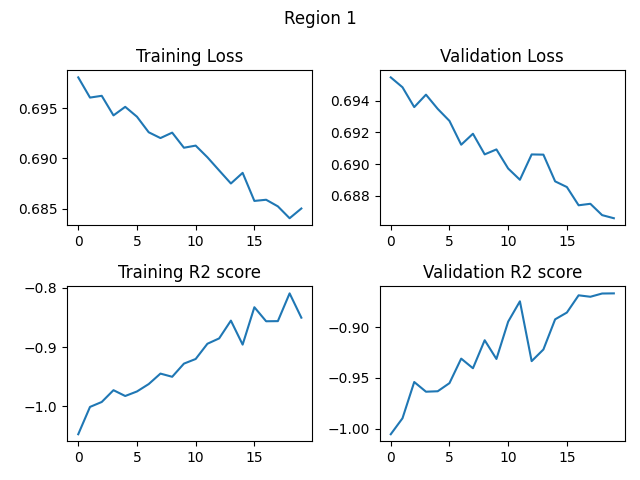 Region 1
Training Loss
Validation Loss
0.695
0.690
0.685
0 5 10 15
0.694
0.692
0.690
0.688
0 5 10 15
Training R2 score
Validation R2 score
−0.8
−0.9
−1.0
0 5 10 15
−0.90
−0.95
−1.00
0 5 10 15